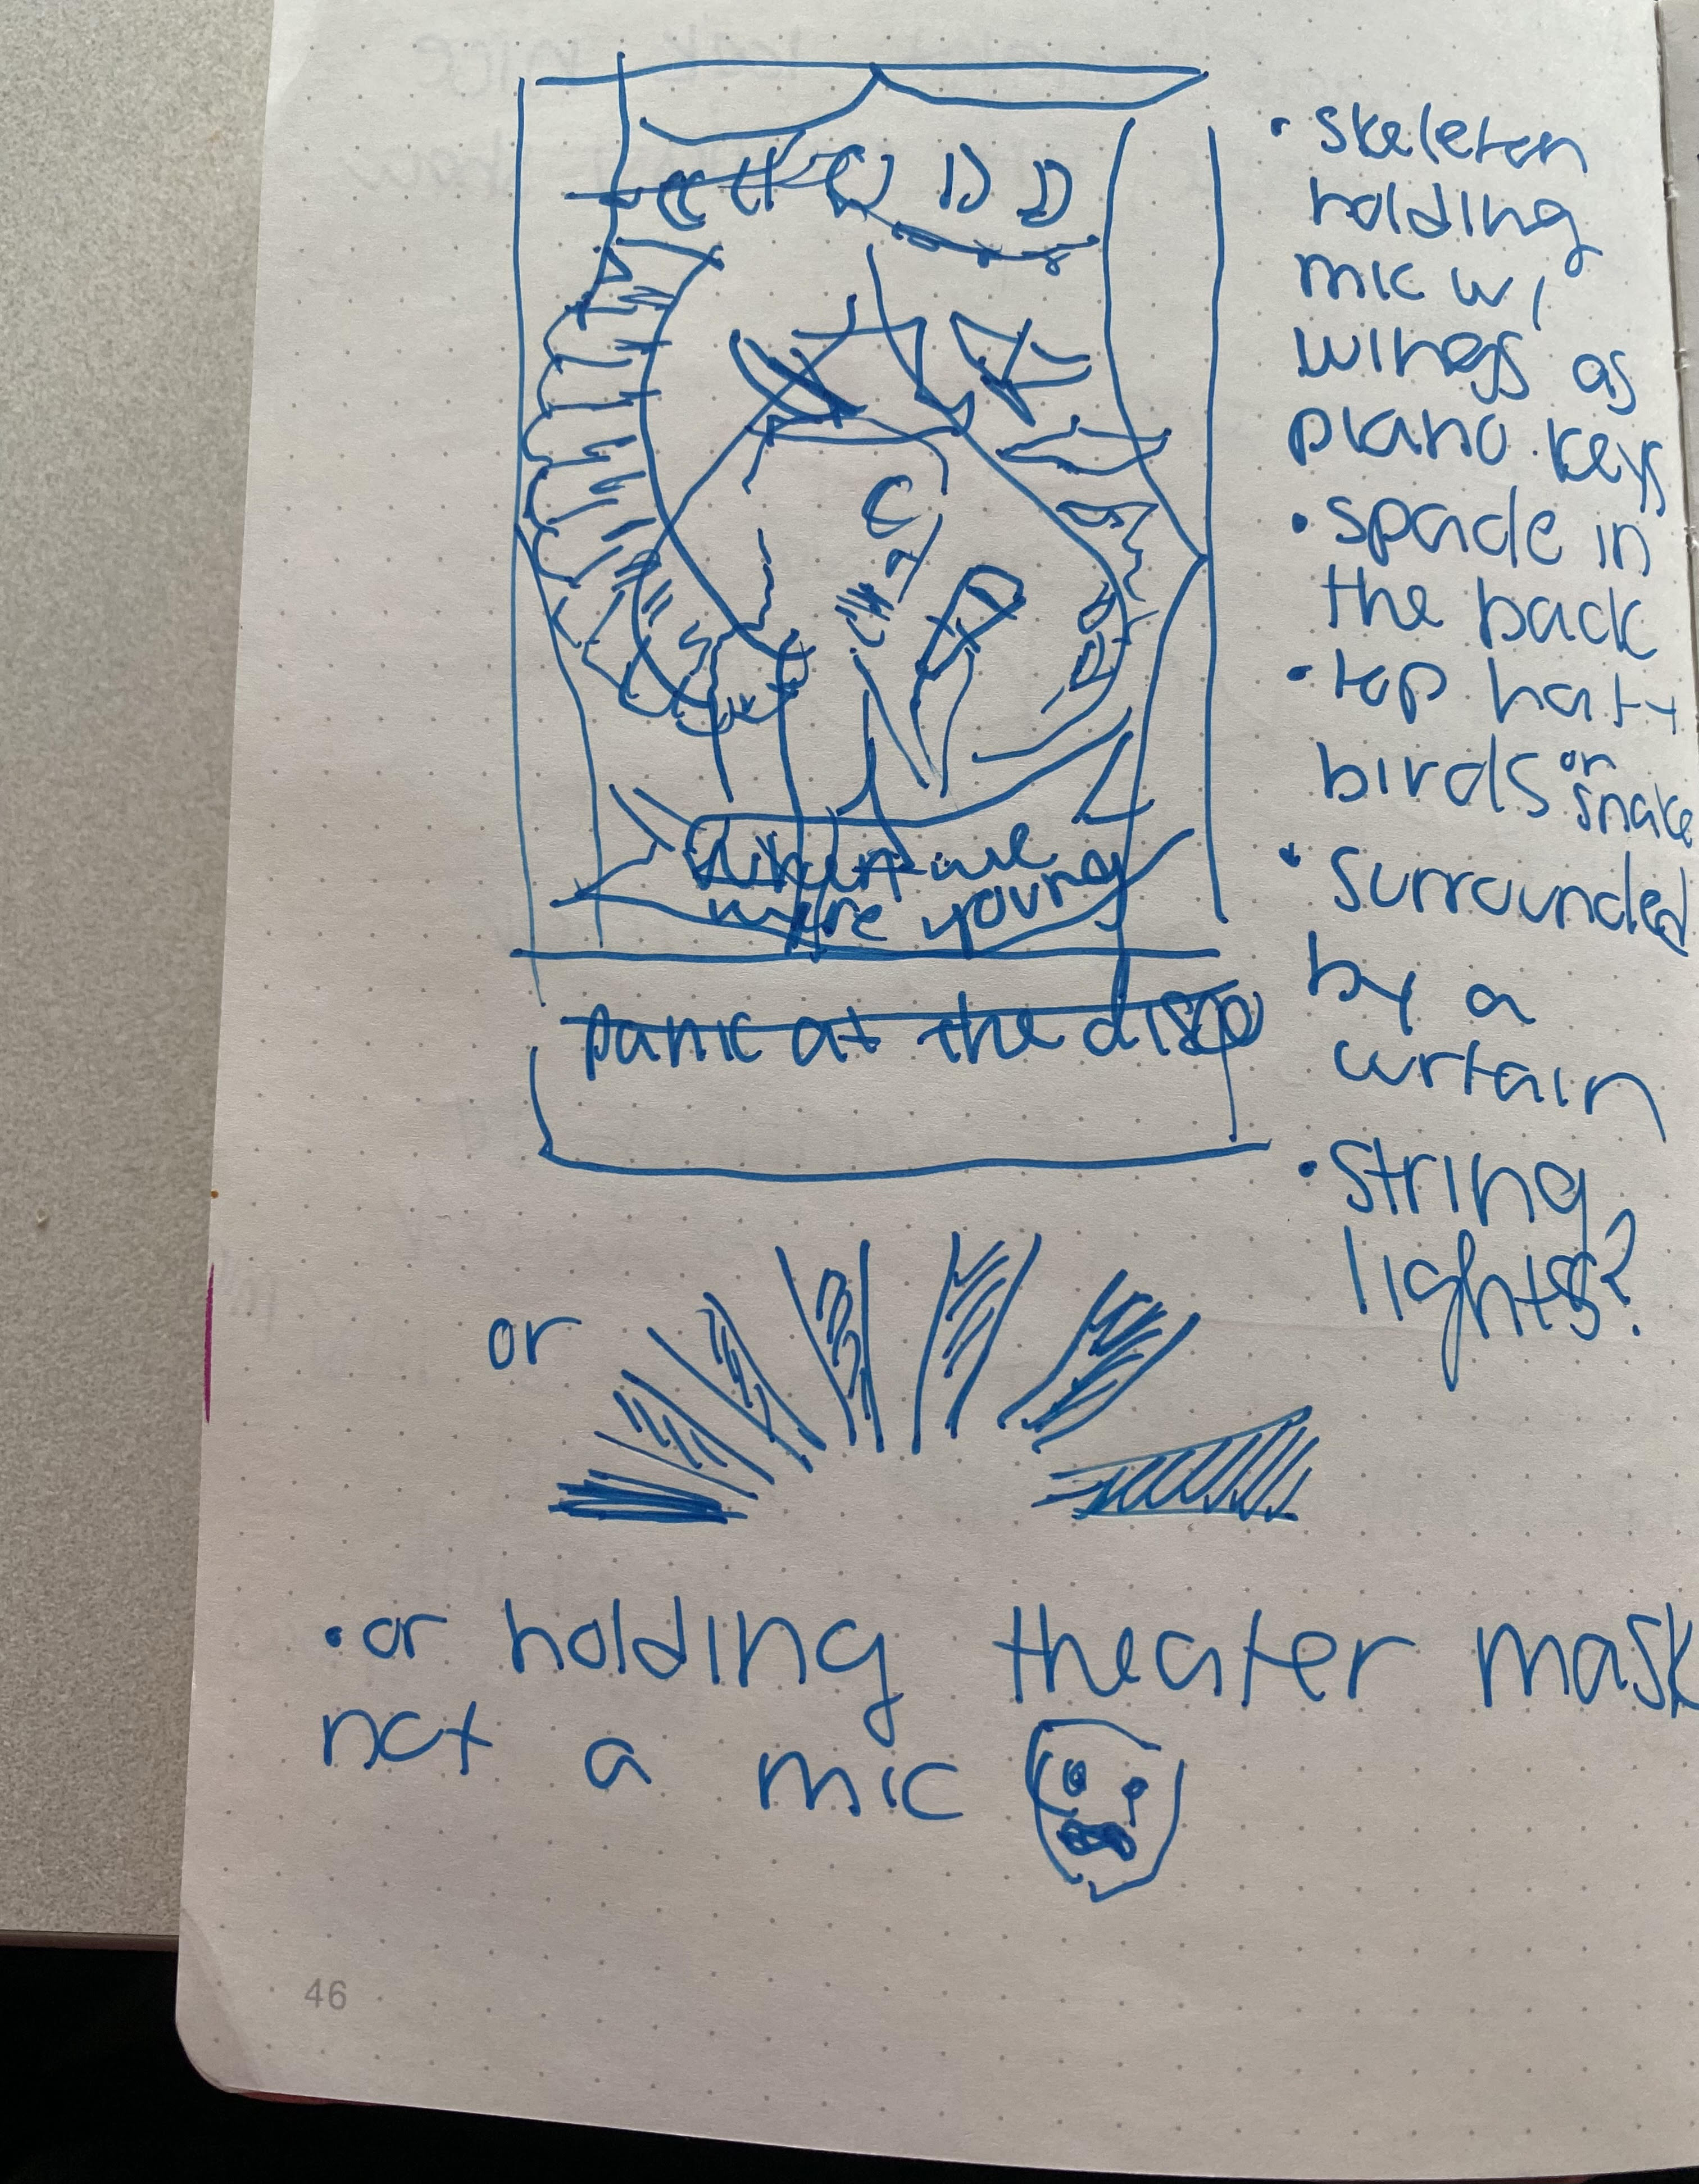 • skeleton
holding
mic w/
wings as
piano keys
• spade in
the back
• top hat +
birds or
snake
• surrounded
by a
curtain
• string
lights?
when we
were young
panic at the disco
or
• or holding theater mask
not a mic
46